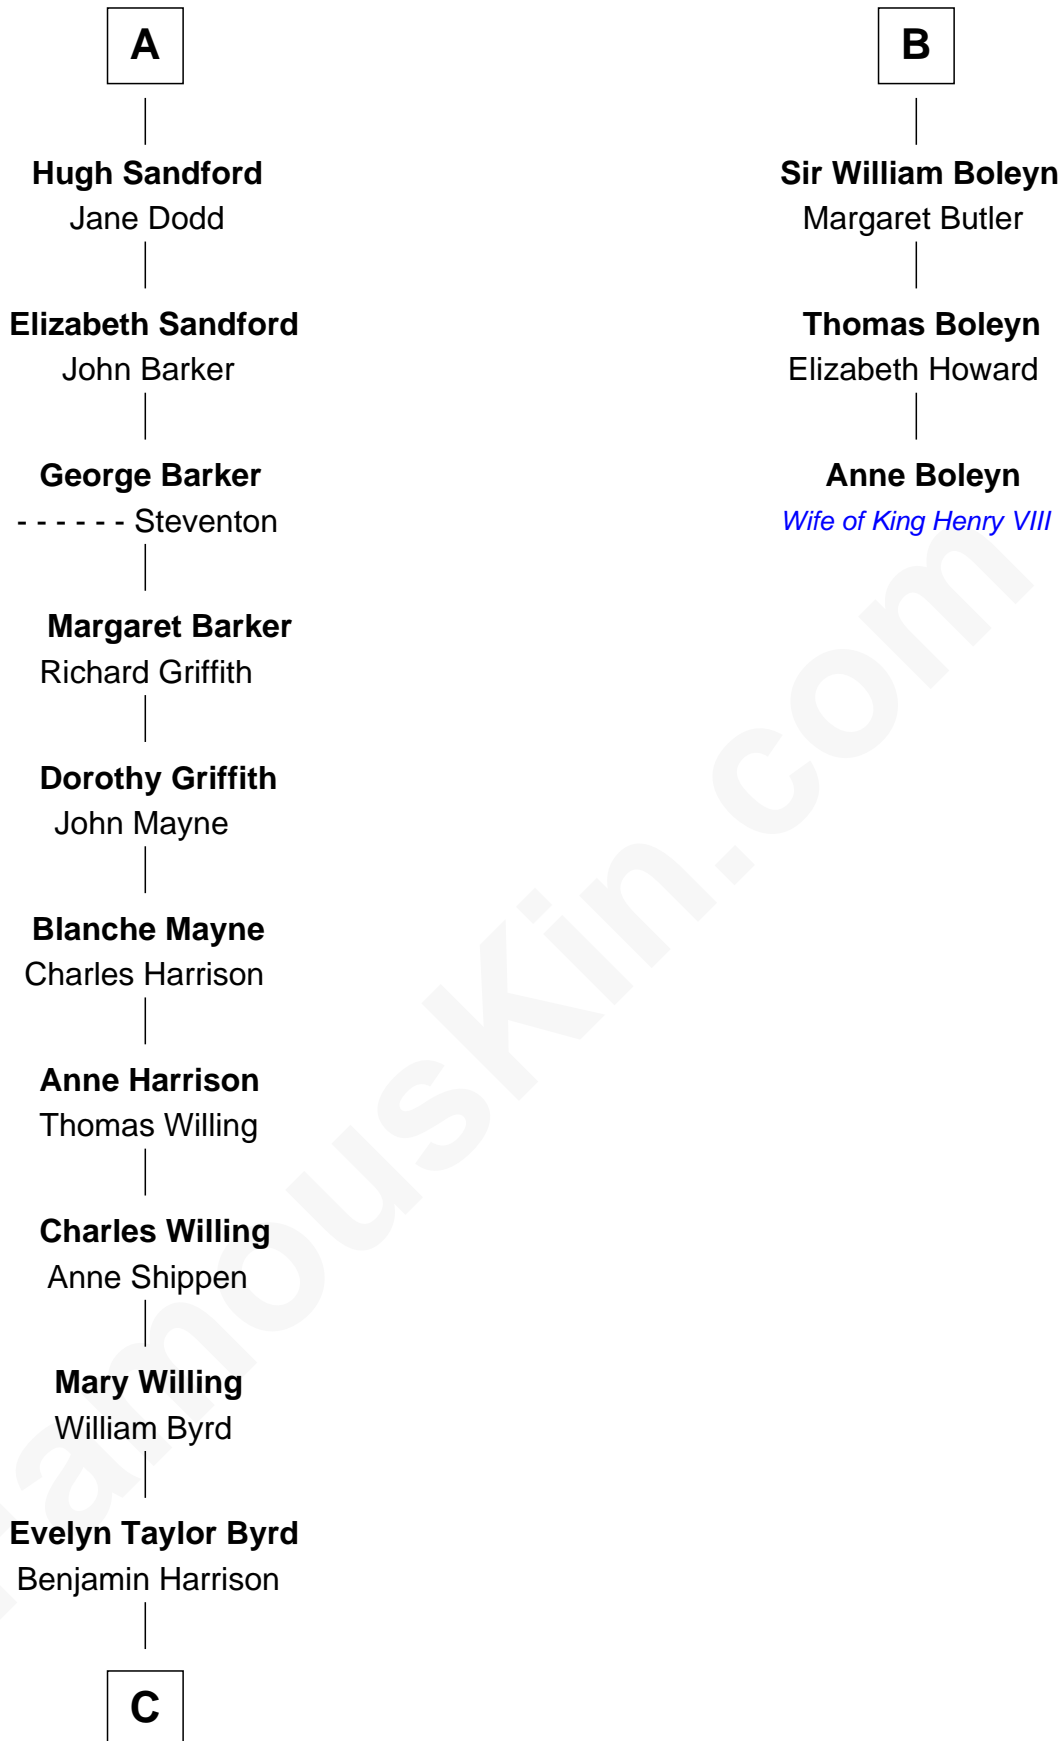 A
Hugh Sandford
Jane Dodd
Elizabeth Sandford
John Barker
George Barker
- - - - - - Steventon
Margaret Barker
Richard Griffith
Dorothy Griffith
John Mayne
Blanche Mayne
Charles Harrison
Anne Harrison
Thomas Willing
Charles Willing
Anne Shippen
Mary Willing
William Byrd
Evelyn Taylor Byrd
Benjamin Harrison
C
B
Sir William Boleyn
Margaret Butler
Thomas Boleyn
Elizabeth Howard
Anne Boleyn
Wife of King Henry VIII
FamousKin.com